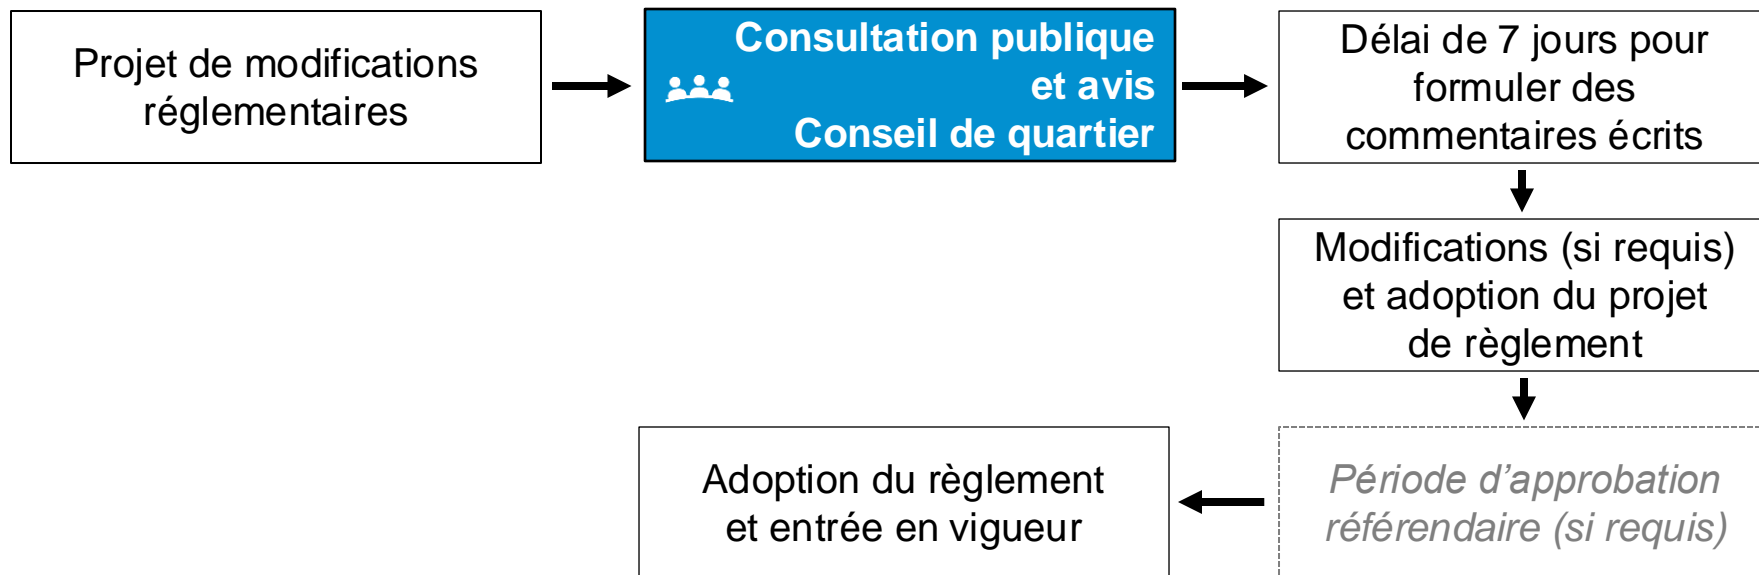 Projet de modifications
réglementaires
Consultation publique
et avis
Conseil de quartier
Délai de 7 jours pour
formuler des
commentaires écrits
Modifications (si requis)
et adoption du projet
de règlement
Période d’approbation
référendaire (si requis)
Adoption du règlement
et entrée en vigueur